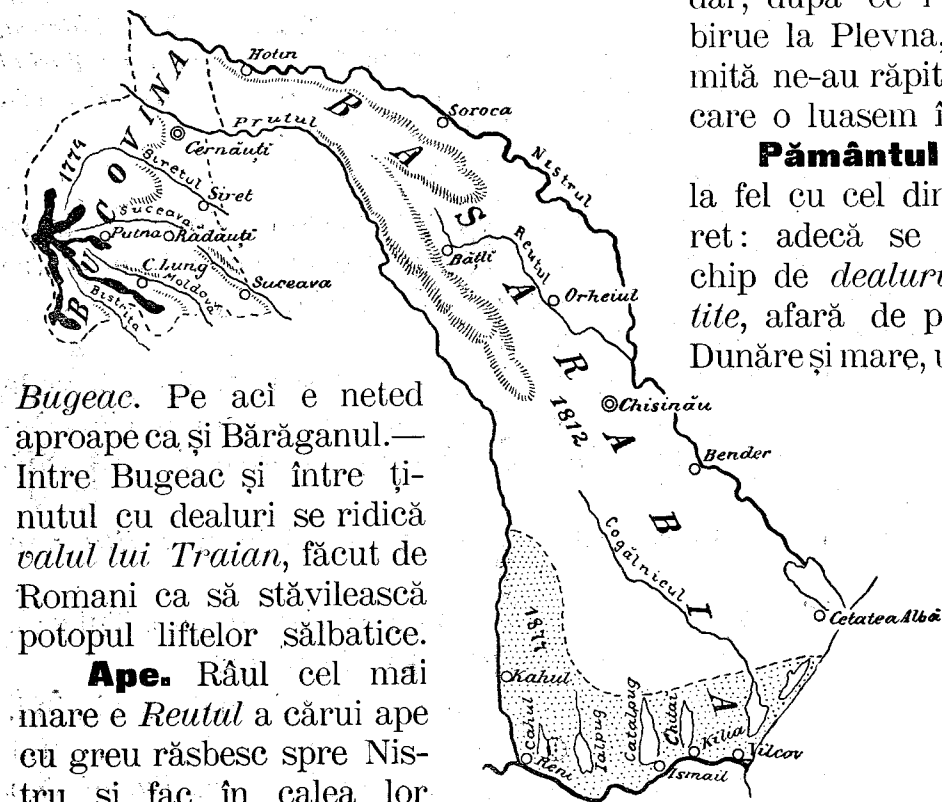 dar, după ce
birue la Plevna,
mită ne-au răpit
care o luasem î
Pământul
la fel cu cel din
ret: adecă se
chip de dealuri
tite, afară de p
Dunăre și mare, u
Hotin
Soroca
Nistrul
Prutul
BASARABIA
BUCOVINA
1774
Cernăuți
Siretul
Siret
Suceava
Putna
Rădăuti
C. Lung
Moldova
Suceava
Bistrita
Bălți
Reutul
Orheiul
1812
Chisinău
Bender
Cogâlnicul
Cetatea Albă
1877
Kahul
Cahul
Reni
Ialpug
Catalpug
Chitai
Kilia
Vilcov
Ismail
Bugeac. Pe aci e neted
aproape ca și Bărăganul.—
Intre Bugeac și între ți-
nutul cu dealuri se ridică
valul lui Traian, făcut de
Romani ca să stăvilească
potopul liftelor sălbatice.
Ape. Râul cel mai
mare e Reutul a cărui ape
cu greu răsbesc spre Nis-
tru și fac în calea lor